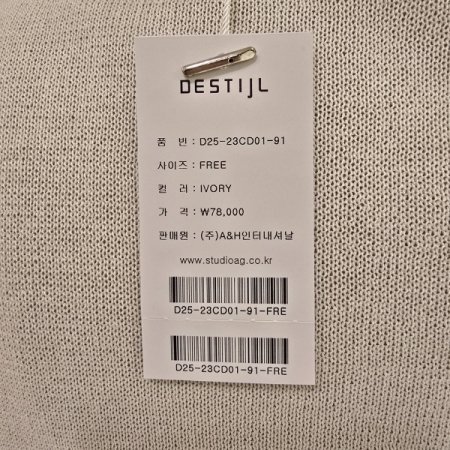 DESTIJL
품 번 : D25-23CD01-91
사이즈 : FREE
컬 러 : IVORY
가 격 : ₩78,000
판매원 : (주)A&H인터내셔날
www.studioag.co.kr
D25-23CD01-91-FRE
D25-23CD01-91-FRE